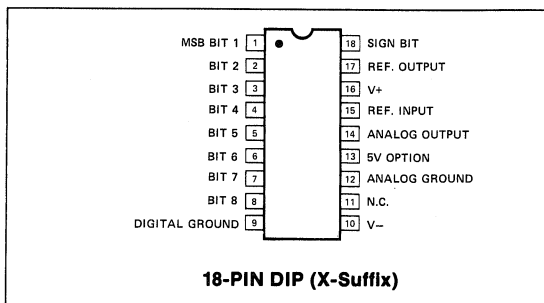 MSB BIT 1 1 18 SIGN BIT
BIT 2 2 17 REF. OUTPUT
BIT 3 3 16 V+
BIT 4 4 15 REF. INPUT
BIT 5 5 14 ANALOG OUTPUT
BIT 6 6 13 5V OPTION
BIT 7 7 12 ANALOG GROUND
BIT 8 8 11 N.C.
DIGITAL GROUND 9 10 V−
18-PIN DIP (X-Suffix)